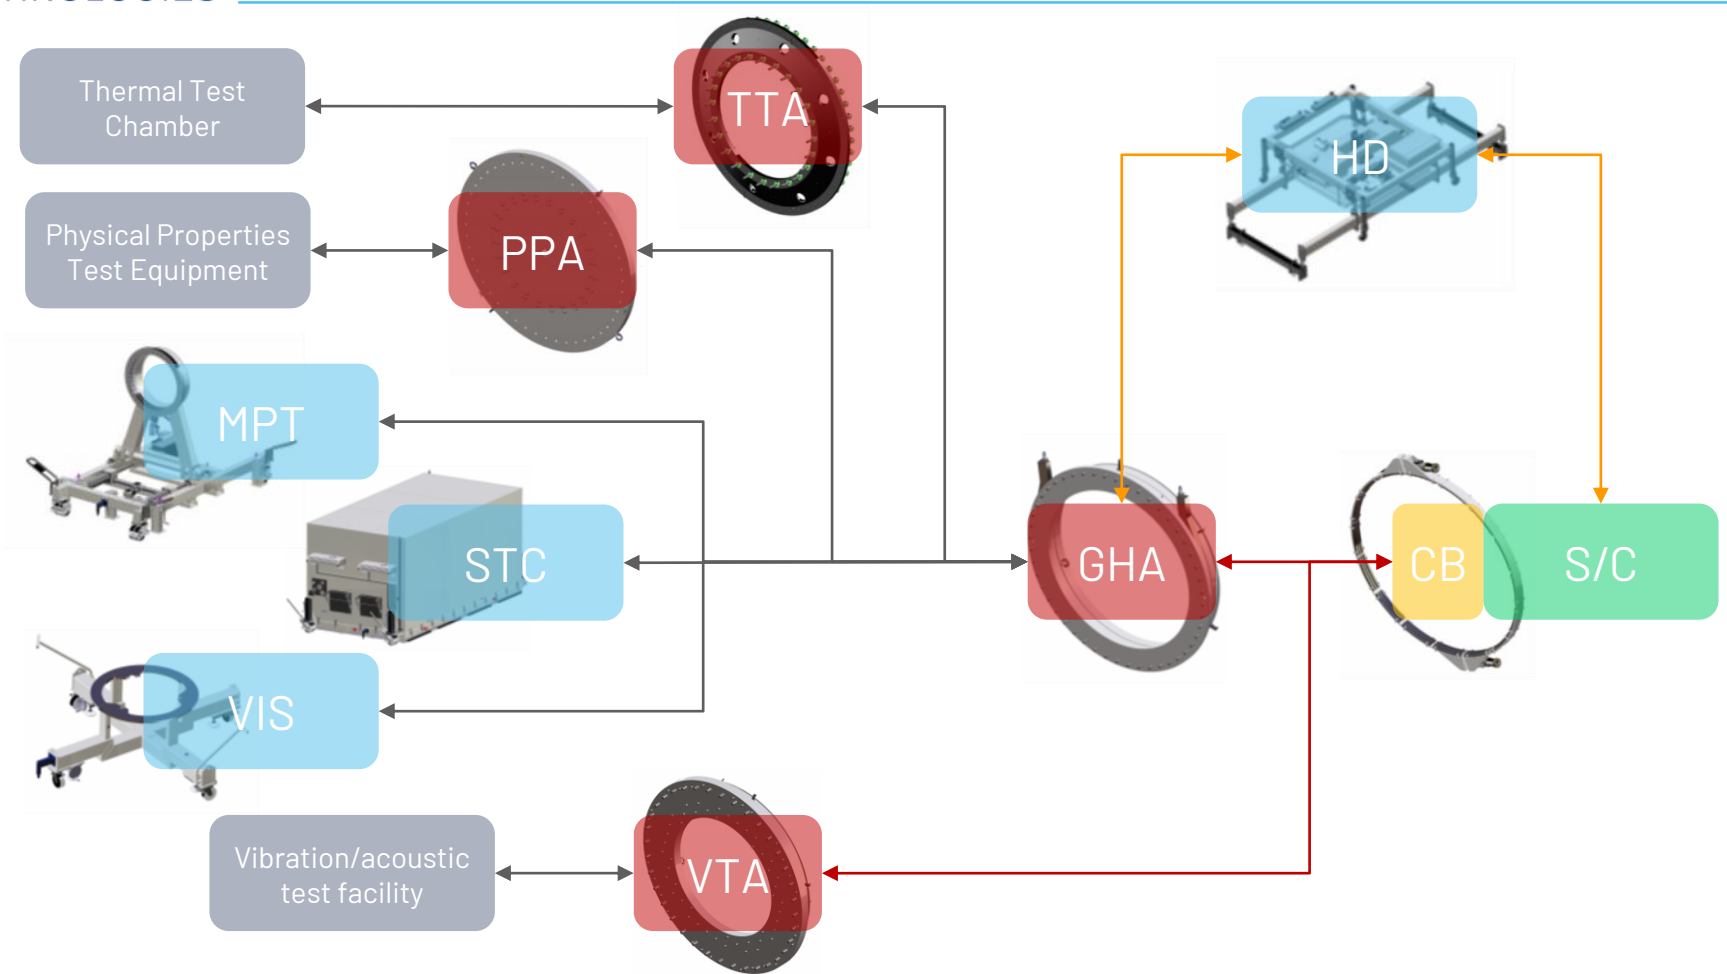 Thermal Test
Chamber
TTA
HD
Physical Properties
Test Equipment
PPA
MPT
STC
GHA
CB
S/C
VIS
Vibration/acoustic
test facility
VTA